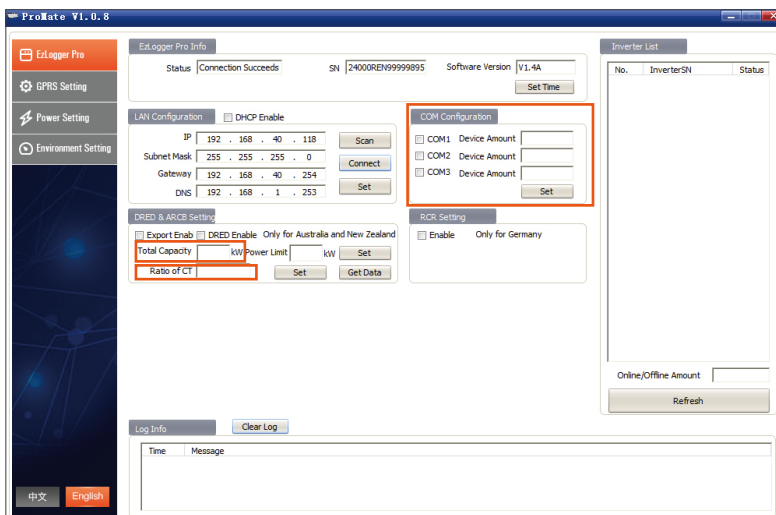 ProMate V1.0.8
EzLogger Pro
GPRS Setting
Power Setting
Environment Setting
中文 English
EzLogger Pro Info
Status Connection Succeeds SN 24000REN99999895 Software Version V1.4A
Set Time
LAN Configuration DHCP Enable
IP 192 . 168 . 40 . 118 Scan
Subnet Mask 255 . 255 . 255 . 0 Connect
Gateway 192 . 168 . 40 . 254
DNS 192 . 168 . 1 . 253 Set
COM Configuration
COM1 Device Amount
COM2 Device Amount
COM3 Device Amount
Set
DRED & ARCB Setting
Export Enab DRED Enable Only for Australia and New Zealand
Total Capacity kW Power Limit kW Set
Ratio of CT Set Get Data
RCR Setting
Enable Only for Germany
Inverter List
No. InverterSN Status
Online/Offline Amount
Refresh
Log Info Clear Log
Time Message